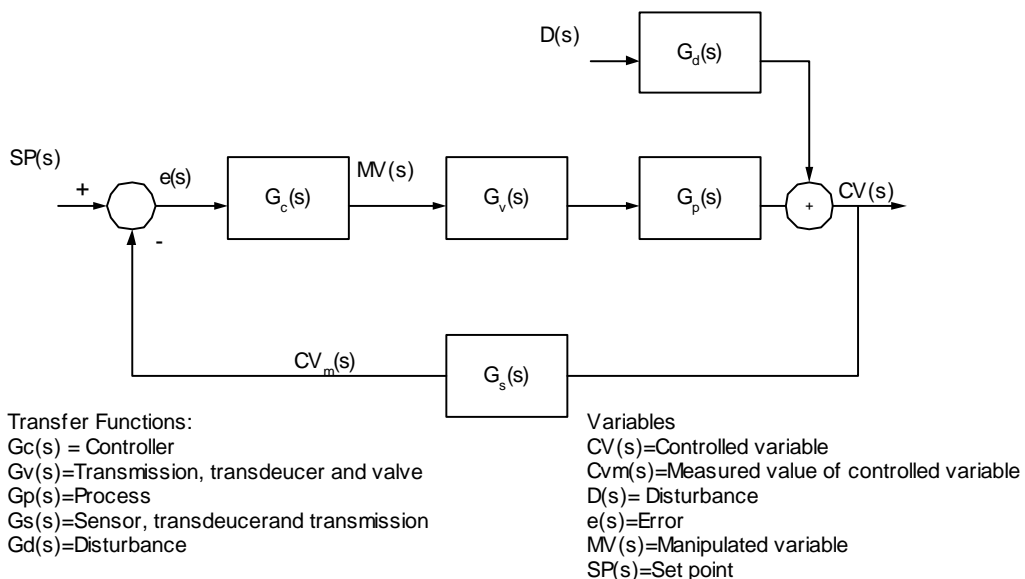 D(s)
G_d(s)
SP(s)
+
e(s)
G_c(s)
MV(s)
G_v(s)
G_p(s)
+
CV(s)
-
CV_m(s)
G_s(s)
Transfer Functions:
Gc(s) = Controller
Gv(s)=Transmission, transdeucer and valve
Gp(s)=Process
Gs(s)=Sensor, transdeucerand transmission
Gd(s)=Disturbance
Variables
CV(s)=Controlled variable
Cvm(s)=Measured value of controlled variable
D(s)= Disturbance
e(s)=Error
MV(s)=Manipulated variable
SP(s)=Set point